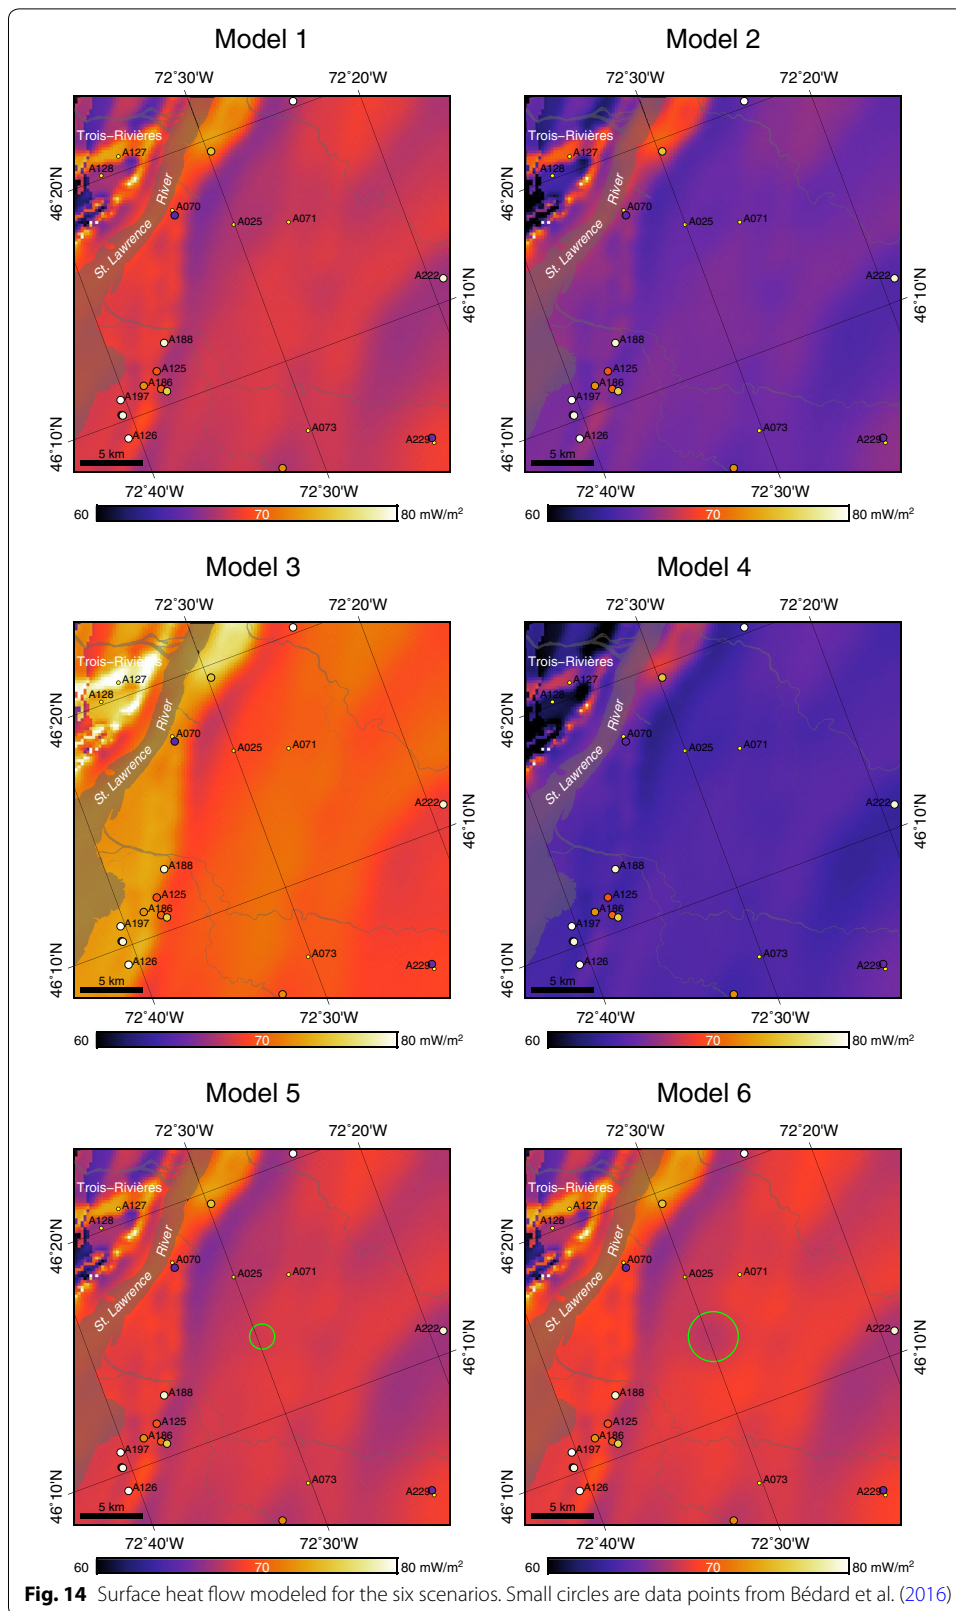 Model 1
72°30'W
72°20'W
Trois−Rivières
A127
A128
46°20'N
River
St. Lawrence
A070
A025
A071
A222
46°10'N
A188
A125
A186
A197
A126
A073
A229
46°10'N
5 km
72°40'W
72°30'W
60
70
80 mW/m²
Model 2
72°30'W
72°20'W
Trois−Rivières
A127
A128
46°20'N
River
St. Lawrence
A070
A025
A071
A222
46°10'N
A188
A125
A186
A197
A126
A073
A229
46°10'N
5 km
72°40'W
72°30'W
60
70
80 mW/m²
Model 3
72°30'W
72°20'W
Trois−Rivières
A127
A128
46°20'N
River
St. Lawrence
A070
A025
A071
A222
46°10'N
A188
A125
A186
A197
A126
A073
A229
46°10'N
5 km
72°40'W
72°30'W
60
70
80 mW/m²
Model 4
72°30'W
72°20'W
Trois−Rivières
A127
A128
46°20'N
River
St. Lawrence
A070
A025
A071
A222
46°10'N
A188
A125
A186
A197
A126
A073
A229
46°10'N
5 km
72°40'W
72°30'W
60
70
80 mW/m²
Model 5
72°30'W
72°20'W
Trois−Rivières
A127
A128
46°20'N
River
St. Lawrence
A070
A025
A071
A222
46°10'N
A188
A125
A186
A197
A126
A073
A229
46°10'N
5 km
72°40'W
72°30'W
60
70
80 mW/m²
Model 6
72°30'W
72°20'W
Trois−Rivières
A127
A128
46°20'N
River
St. Lawrence
A070
A025
A071
A222
46°10'N
A188
A125
A186
A197
A126
A073
A229
46°10'N
5 km
72°40'W
72°30'W
60
70
80 mW/m²
Fig. 14 Surface heat flow modeled for the six scenarios. Small circles are data points from Bédard et al. (2016)